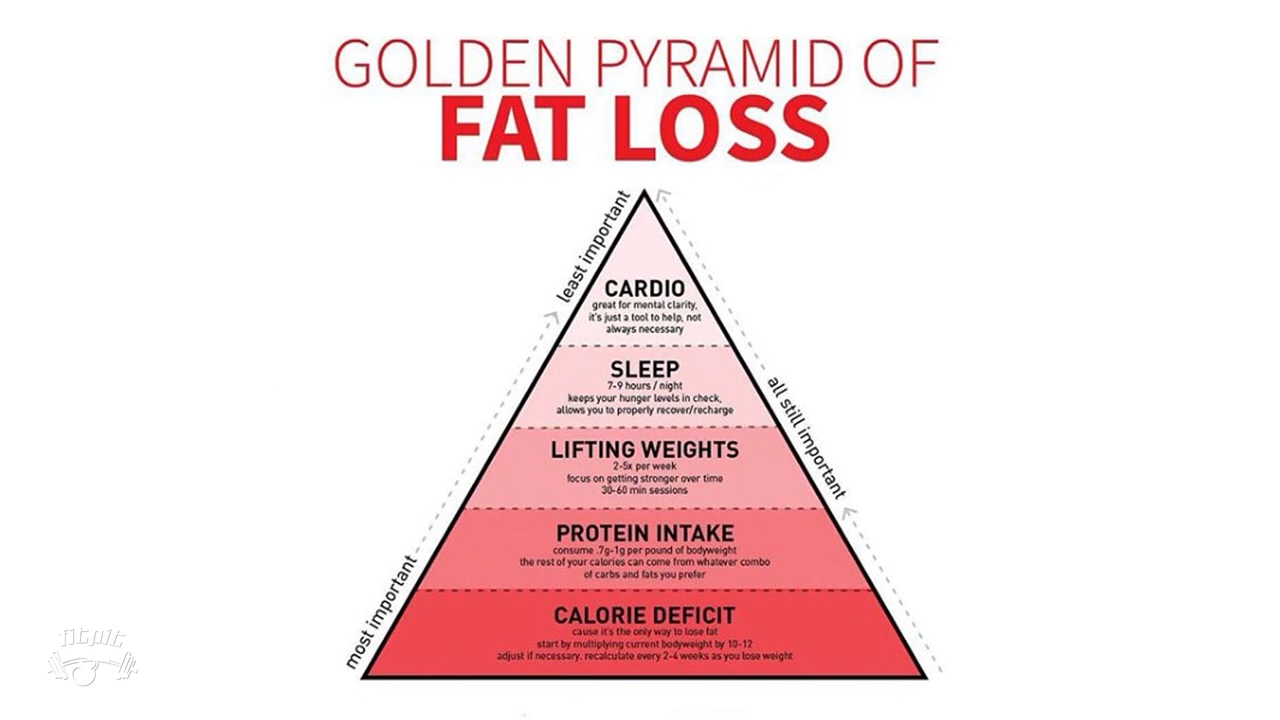 GOLDEN PYRAMID OF
FAT LOSS
least important
CARDIO
great for mental clarity,
it's just a tool to help, not
always necessary
SLEEP
7-9 hours / night
keeps your hunger levels in check,
allows you to properly recover/recharge
all still important
LIFTING WEIGHTS
2-5x per week
focus on getting stronger over time
30-60 min sessions
PROTEIN INTAKE
consume .7g-1g per pound of bodyweight
the rest of your calories can come from whatever combo
of carbs and fats you prefer
most important
CALORIE DEFICIT
cause it's the only way to lose fat
start by multiplying current bodyweight by 10-12
adjust if necessary. recalculate every 2-4 weeks as you lose weight